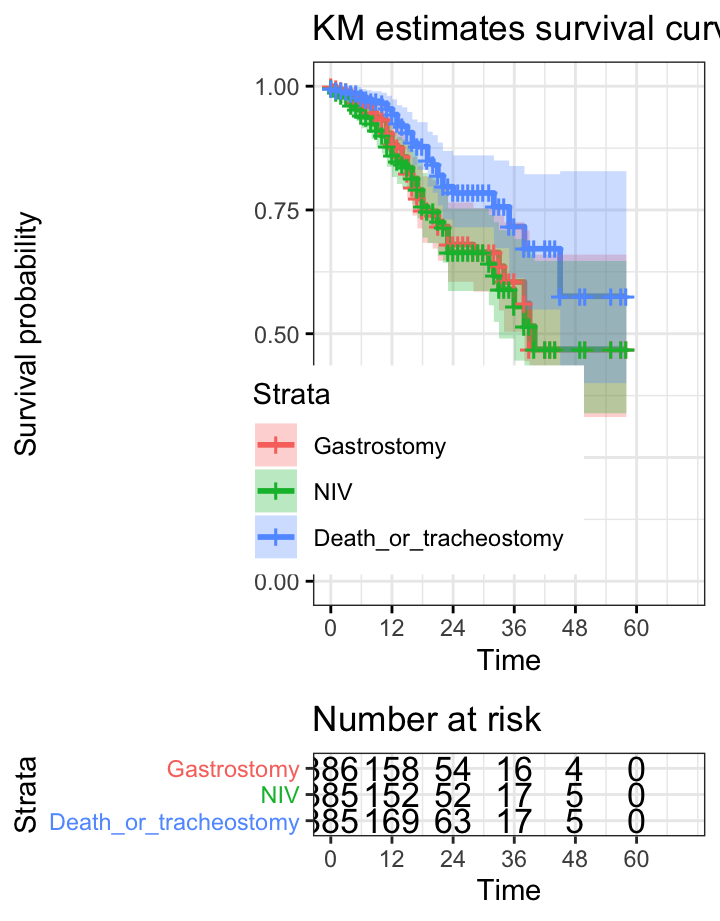 KM estimates survival curv
Survival probability
1.00
0.75
0.50
0.00
Strata
Gastrostomy
NIV
Death_or_tracheostomy
0 12 24 36 48 60
Time
Number at risk
Strata
Gastrostomy 386 158 54 16 4 0
NIV 385 152 52 17 5 0
Death_or_tracheostomy 385 169 63 17 5 0
0 12 24 36 48 60
Time